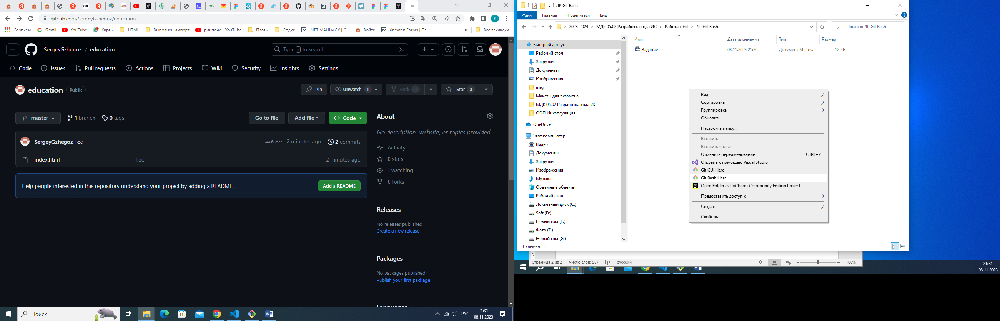 github.com/SergeyGzhegoz/education
Сервисы
Gmail
YouTube
Карты
HTML
Выполнен импорт
ринпоче - YouTube
Платы
Лодки
.NET MAUI и C# | С...
Войти
Xamarin Forms | Па...
»
Все закладки
SergeyGzhegoz / education
Type / to search
Code
Issues
Pull requests
Actions
Projects
Wiki
Security
Insights
Settings
education
Public
Pin
Unwatch 1
Fork 0
Star 0
master
1 branch
0 tags
Go to file
Add file
Code
SergeyGzhegoz Тест
44f6de5 2 minutes ago
2 commits
index.html
Тест
2 minutes ago
Help people interested in this repository understand your project by adding a README.
Add a README
About
No description, website, or topics provided.
Activity
0 stars
1 watching
0 forks
Releases
No releases published
Create a new release
Packages
No packages published
Publish your first package
Languages
Поиск
РУС
21:31
08.11.2023
ЛР Git Bash
Файл
Главная
Поделиться
Вид
2023-2024 › МДК 05.02 Разработка кода ИС › Работа с Git › ЛР Git Bash
Поиск в: ЛР Git Bash
Имя
Дата изменения
Тип
Размер
Задание
08.11.2023 21:30
Документ Micros...
12 КБ
Быстрый доступ
Рабочий стол
Загрузки
Документы
Изображения
img
Макеты для эказмена
МДК 05.02 Разработка кода ИС
ООП Инкапсуляция
OneDrive
Этот компьютер
Видео
Документы
Загрузки
Изображения
Музыка
Объемные объекты
Рабочий стол
Локальный диск (C:)
Soft (D:)
Новый том (E:)
Фото (F:)
Новый том (G:)
1 элемент
Вид
Сортировка
Группировка
Обновить
Настроить папку...
Вставить
Вставить ярлык
Отменить переименование CTRL+Z
Открыть с помощью Visual Studio
Git GUI Here
Git Bash Here
Open Folder as PyCharm Community Edition Project
Предоставить доступ к
Создать
Свойства
Страница 2 из 2
Число слов: 587
русский
100%
21:31
08.11.2023